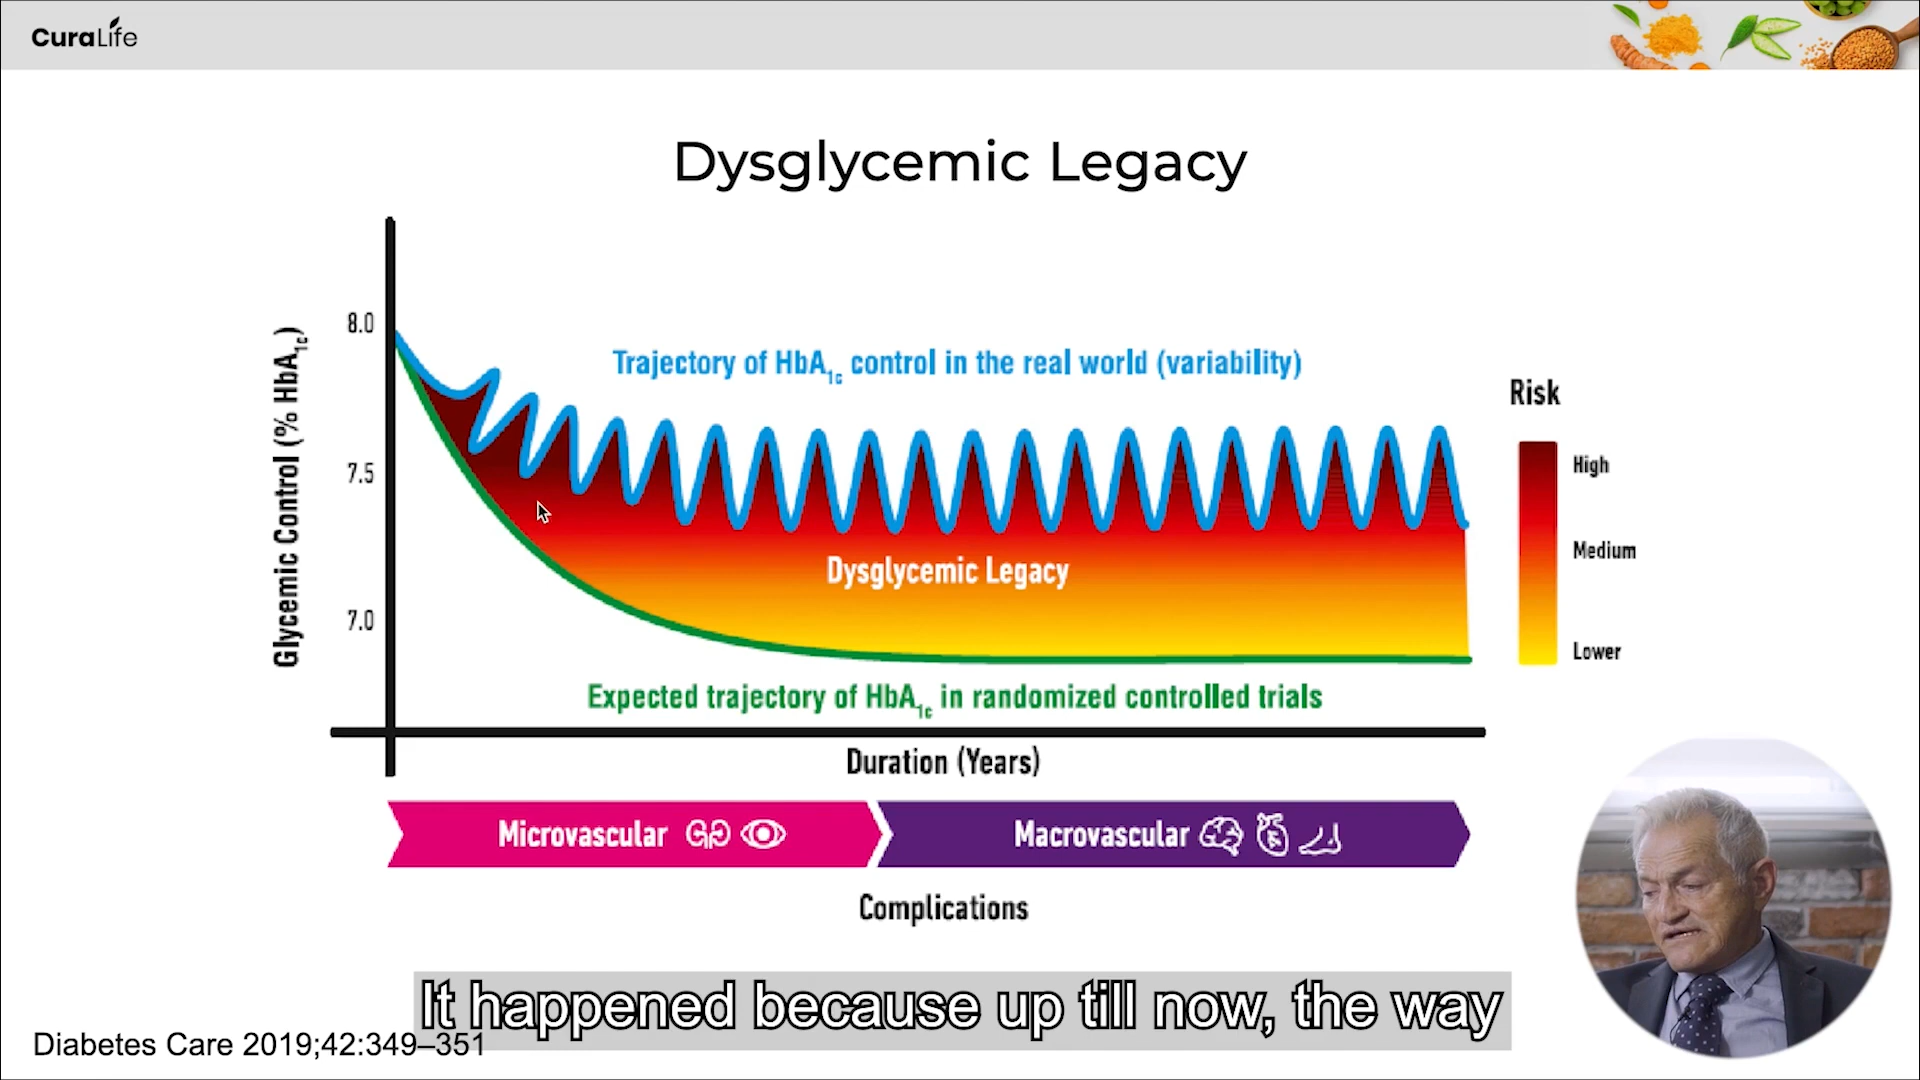 CuraLife
Dysglycemic Legacy
Glycemic Control (% HbA1c)
8.0
7.5
7.0
Trajectory of HbA1c control in the real world (variability)
Dysglycemic Legacy
Expected trajectory of HbA1c in randomized controlled trials
Risk
High
Medium
Lower
Duration (Years)
Microvascular
Macrovascular
Complications
It happened because up till now, the way
Diabetes Care 2019;42:349–351